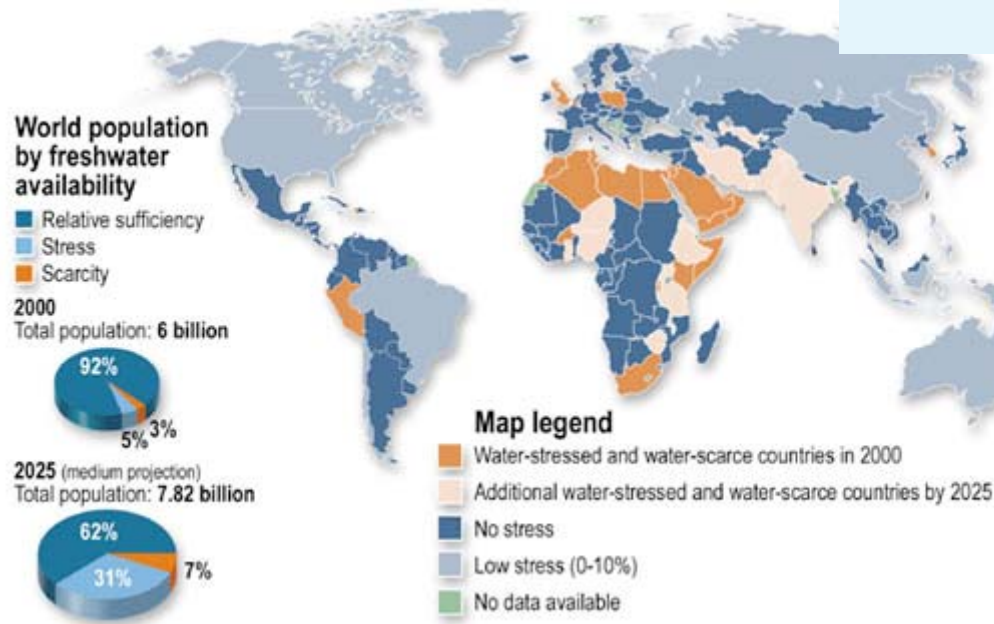 World population
by freshwater
availability
Relative sufficiency
Stress
Scarcity
2000
Total population: 6 billion
92%
5%
3%
2025 (medium projection)
Total population: 7.82 billion
62%
31%
7%
Map legend
Water-stressed and water-scarce countries in 2000
Additional water-stressed and water-scarce countries by 2025
No stress
Low stress (0-10%)
No data available